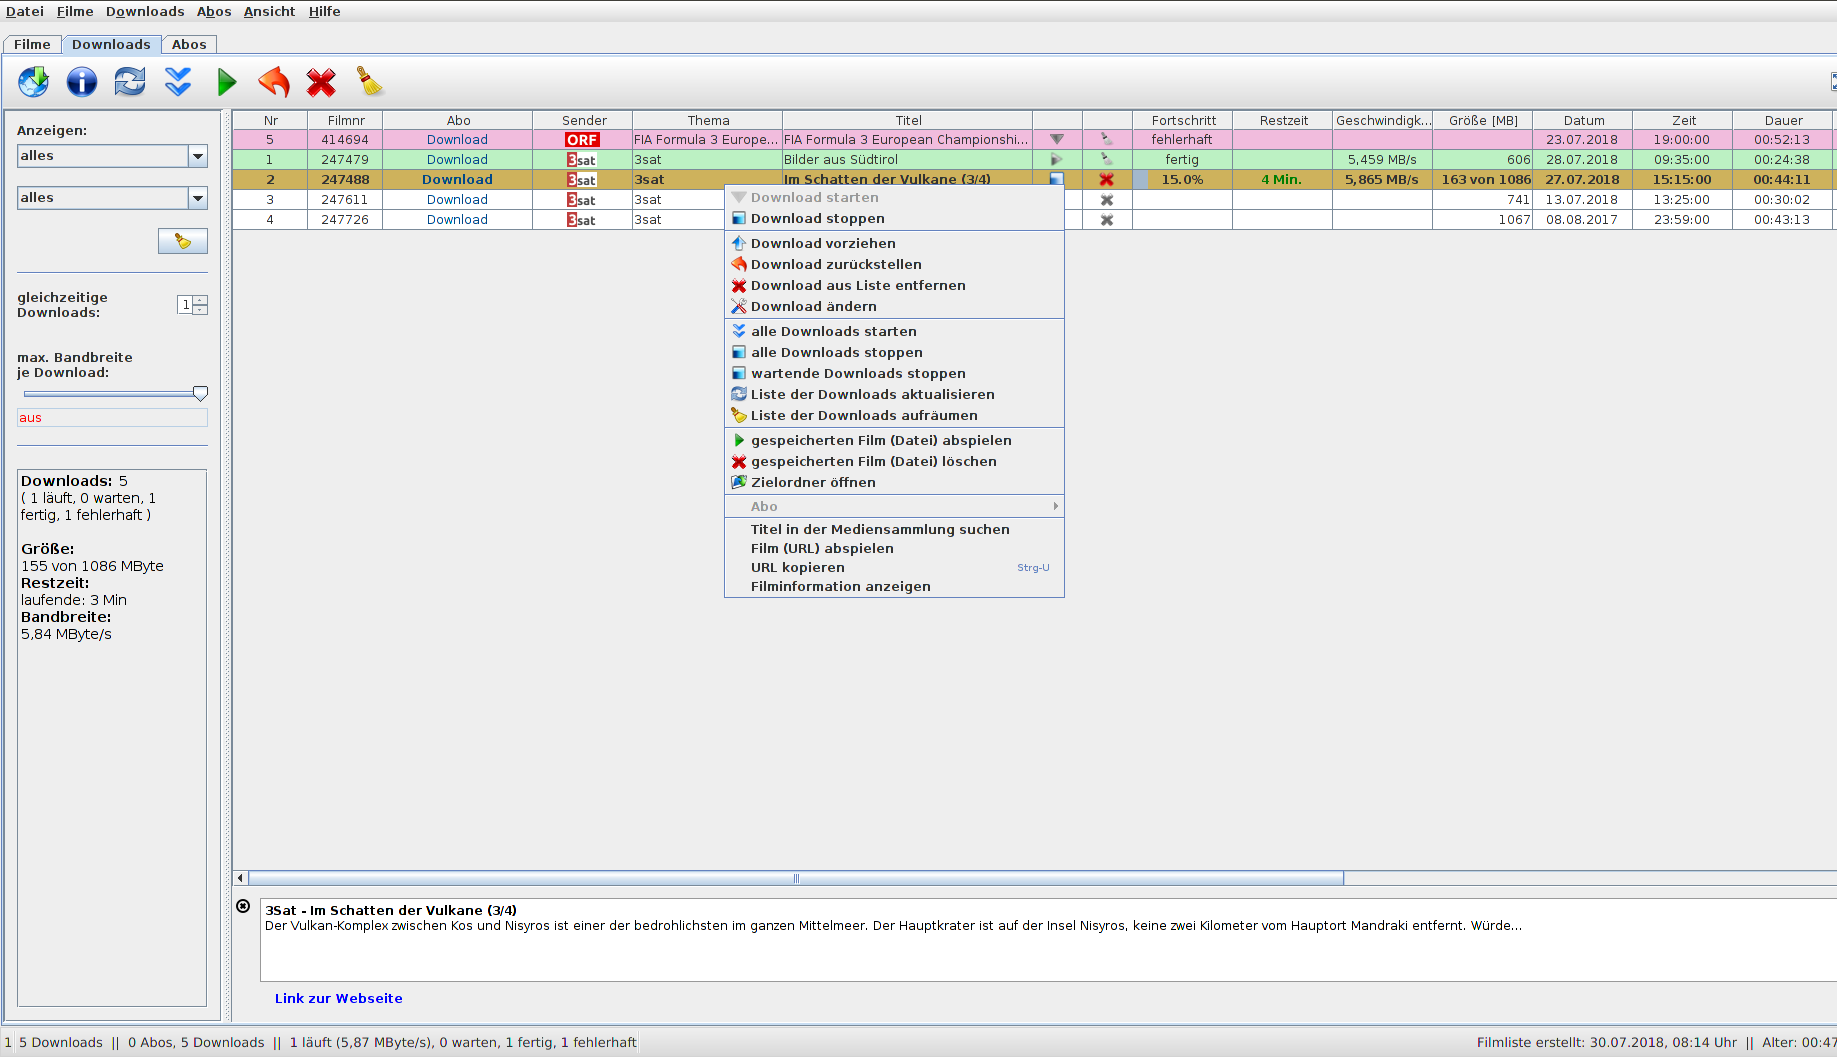 Datei Filme Downloads Abos Ansicht Hilfe
Filme Downloads Abos
Anzeigen:
alles
alles
gleichzeitige
Downloads:
1
max. Bandbreite
je Download:
aus
Downloads: 5
( 1 läuft, 0 warten, 1
fertig, 1 fehlerhaft )
Größe:
155 von 1086 MByte
Restzeit:
laufende: 3 Min
Bandbreite:
5,84 MByte/s
Nr Filmnr Abo Sender Thema Titel Fortschritt Restzeit Geschwindigk... Größe [MB] Datum Zeit Dauer
5 414694 Download ORF FIA Formula 3 Europe... FIA Formula 3 European Championshi... fehlerhaft 23.07.2018 19:00:00 00:52:13
1 247479 Download 3sat 3sat Bilder aus Südtirol fertig 5,459 MB/s 606 28.07.2018 09:35:00 00:24:38
2 247488 Download 3sat 3sat Im Schatten der Vulkane (3/4) 15.0% 4 Min. 5,865 MB/s 163 von 1086 27.07.2018 15:15:00 00:44:11
3 247611 Download 3sat 3sat 741 13.07.2018 13:25:00 00:30:02
4 247726 Download 3sat 3sat 1067 08.08.2017 23:59:00 00:43:13
Download starten
Download stoppen
Download vorziehen
Download zurückstellen
Download aus Liste entfernen
Download ändern
alle Downloads starten
alle Downloads stoppen
wartende Downloads stoppen
Liste der Downloads aktualisieren
Liste der Downloads aufräumen
gespeicherten Film (Datei) abspielen
gespeicherten Film (Datei) löschen
Zielordner öffnen
Abo
Titel in der Mediensammlung suchen
Film (URL) abspielen
URL kopieren Strg-U
Filminformation anzeigen
3Sat - Im Schatten der Vulkane (3/4)
Der Vulkan-Komplex zwischen Kos und Nisyros ist einer der bedrohlichsten im ganzen Mittelmeer. Der Hauptkrater ist auf der Insel Nisyros, keine zwei Kilometer vom Hauptort Mandraki entfernt. Würde...
Link zur Webseite
1 5 Downloads || 0 Abos, 5 Downloads || 1 läuft (5,87 MByte/s), 0 warten, 1 fertig, 1 fehlerhaft Filmliste erstellt: 30.07.2018, 08:14 Uhr || Alter: 00:47